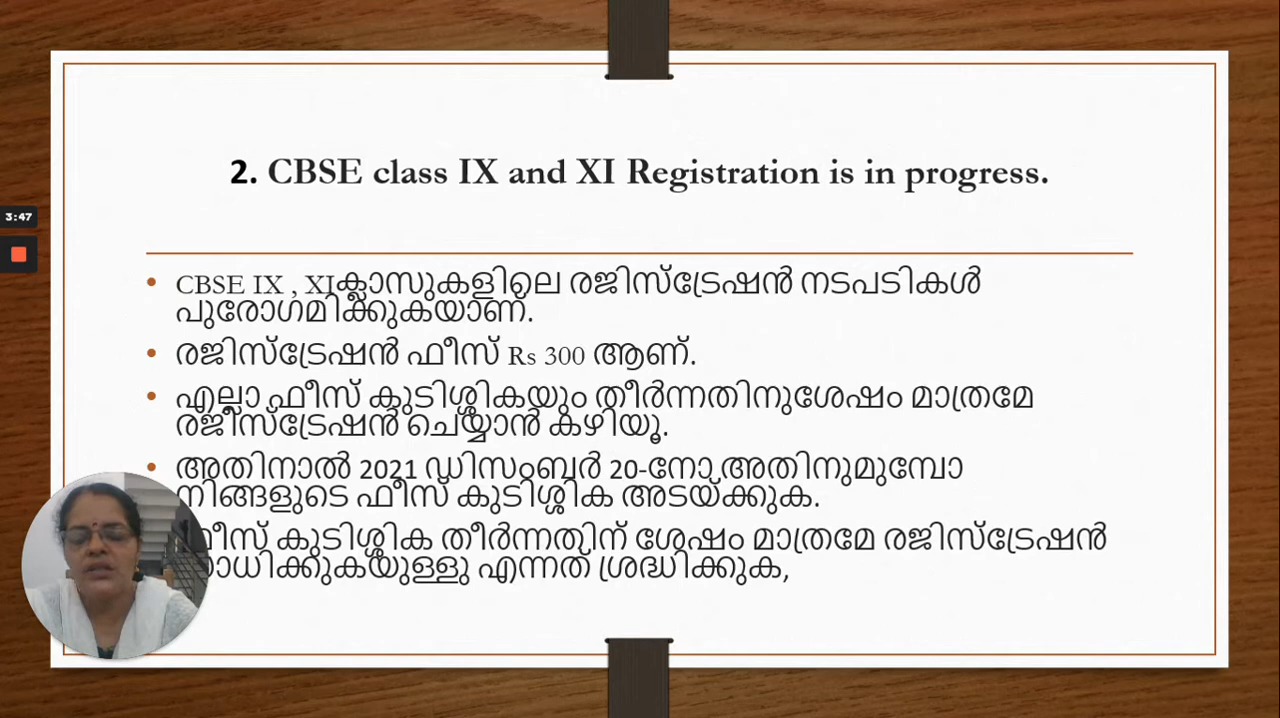 3:47
2. CBSE class IX and XI Registration is in progress.
• CBSE IX , XIക്ലാസുകളിലെ രജിസ്ട്രേഷൻ നടപടികൾ
പുരോഗമിക്കുകയാണ്.
• രജിസ്ട്രേഷൻ ഫീസ് Rs 300 ആണ്.
• എല്ലാ ഫീസ് കുടിശ്ശികയും തീർന്നതിനുശേഷം മാത്രമേ
രജിസ്ട്രേഷൻ ചെയ്യാൻ കഴിയൂ.
• അതിനാൽ 2021 ഡിസംബർ 20-നോ അതിനുമുമ്പോ
നിങ്ങളുടെ ഫീസ് കുടിശ്ശിക അടയ്ക്കുക.
ഫീസ് കുടിശ്ശിക തീർന്നതിന് ശേഷം മാത്രമേ രജിസ്ട്രേഷൻ
എന്നത് ശ്രദ്ധിക്കുക,